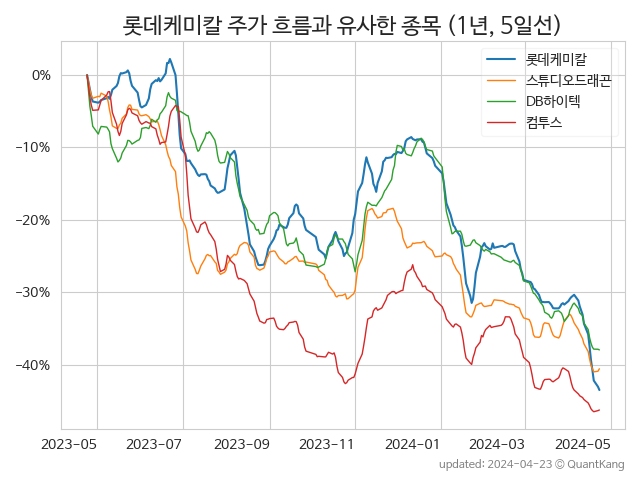 롯데케미칼 주가 흐름과 유사한 종목 (1년, 5일선)
롯데케미칼
스튜디오드래곤
DB하이텍
컴투스
0%
−10%
−20%
−30%
−40%
2023-05 2023-07 2023-09 2023-11 2024-01 2024-03 2024-05
updated: 2024-04-23 © QuantKang